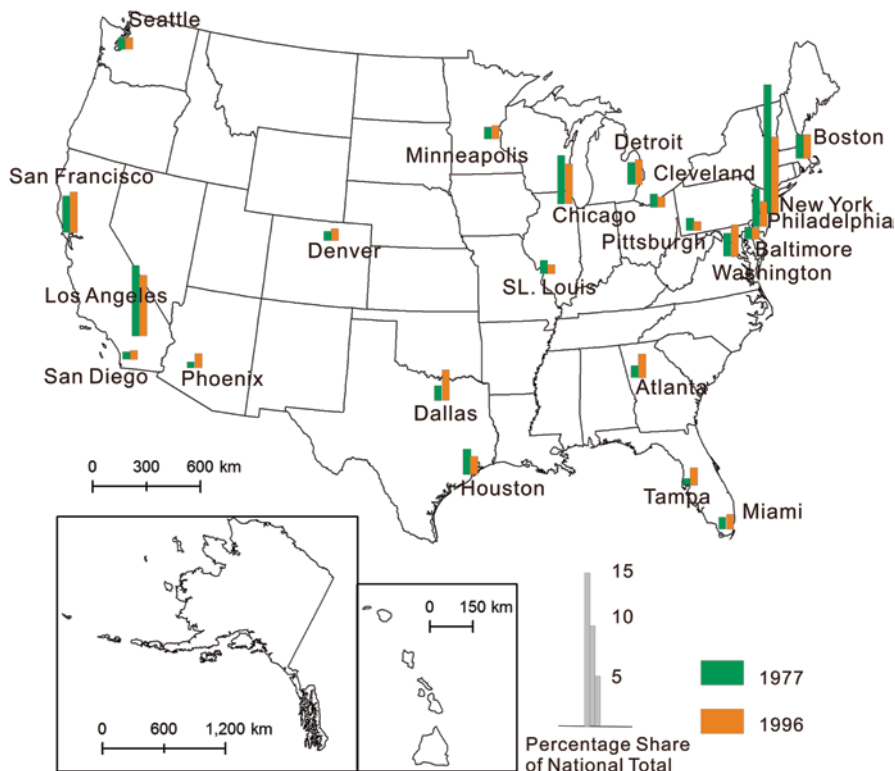 Seattle
Minneapolis
Detroit
Boston
Cleveland
San Francisco
New York
Chicago
Philadelphia
Pittsburgh
Denver
Baltimore
Washington
SL. Louis
Los Angeles
San Diego
Phoenix
Atlanta
Dallas
0 300 600 km
Houston
Tampa
Miami
15
0 150 km
10
5
1977
0 600 1,200 km
1996
Percentage Share
of National Total